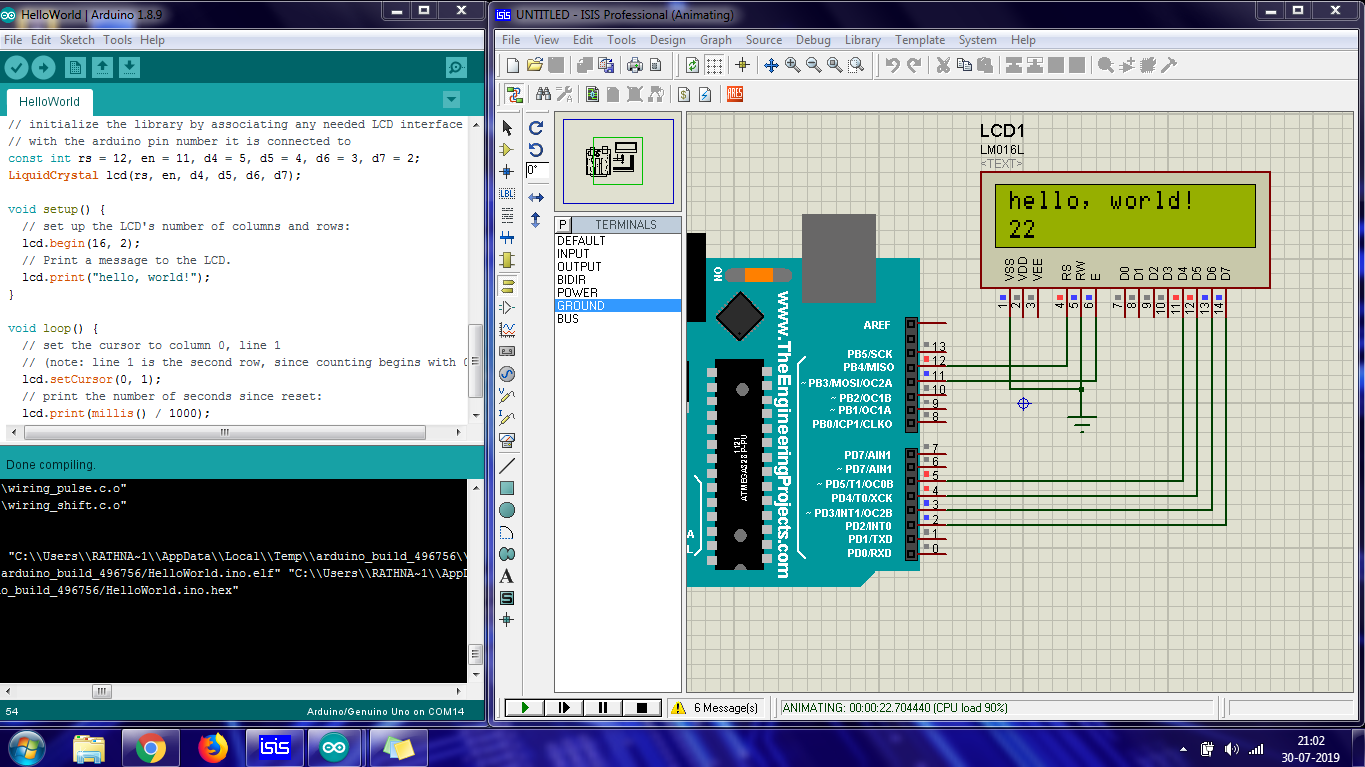 HelloWorld | Arduino 1.8.9
File Edit Sketch Tools Help
HelloWorld
// initialize the library by associating any needed LCD interface
// with the arduino pin number it is connected to
const int rs = 12, en = 11, d4 = 5, d5 = 4, d6 = 3, d7 = 2;
LiquidCrystal lcd(rs, en, d4, d5, d6, d7);
void setup() {
// set up the LCD's number of columns and rows:
lcd.begin(16, 2);
// Print a message to the LCD.
lcd.print("hello, world!");
}
void loop() {
// set the cursor to column 0, line 1
// (note: line 1 is the second row, since counting begins with
lcd.setCursor(0, 1);
// print the number of seconds since reset:
lcd.print(millis() / 1000);
Done compiling.
\wiring_pulse.c.o"
\wiring_shift.c.o"
"C:\\Users\\RATHNA~1\\AppData\\Local\\Temp\\arduino_build_496756\\
arduino_build_496756/HelloWorld.ino.elf" "C:\\Users\\RATHNA~1\\AppD
o_build_496756/HelloWorld.ino.hex"
54
Arduino/Genuino Uno on COM14
isis UNTITLED - ISIS Professional (Animating)
File View Edit Tools Design Graph Source Debug Library Template System Help
ARES
0°
LBL
P TERMINALS
DEFAULT
INPUT
OUTPUT
BIDIR
POWER
GROUND
BUS
A
S
LCD1
LM016L
<TEXT>
hello, world!
22
VSS VDD VEE RS RW E D0 D1 D2 D3 D4 D5 D6 D7
1 2 3 4 5 6 7 8 9 10 11 12 13 14
ON
www.TheEngineeringProjects.com
1121
AREF
PB5/SCK 13
PB4/MISO 12
~ PB3/MOSI/OC2A 11
~ PB2/OC1B 10
~ PB1/OC1A 9
PB0/ICP1/CLKO 8
PD7/AIN1 7
~ PD7/AIN1 6
~ PD5/T1/OC0B 5
PD4/T0/XCK 4
~ PD3/INT1/OC2B 3
PD2/INT0 2
PD1/TXD 1
PD0/RXD 0
A
L
6 Message(s)
ANIMATING: 00:00:22.704440 (CPU load 90%)
isis
21:02
30-07-2019